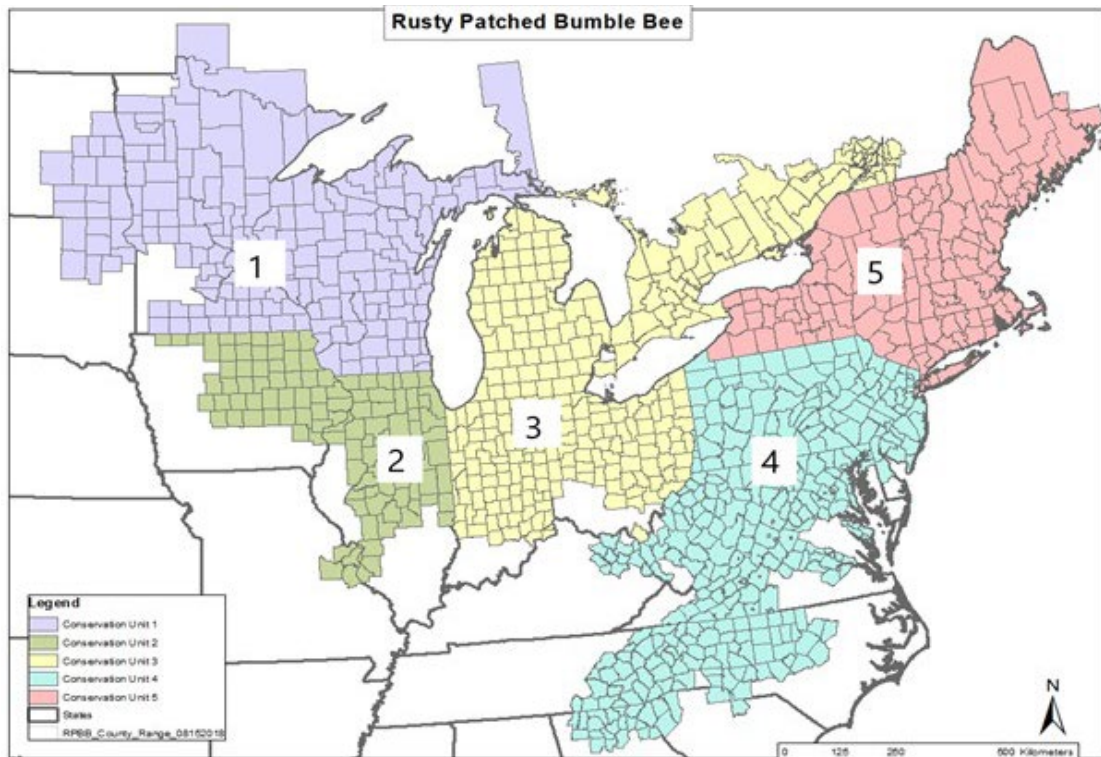 Rusty Patched Bumble Bee
1
5
3
2
4
Legend
Conservation Unit 1
Conservation Unit 2
Conservation Unit 3
Conservation Unit 4
Conservation Unit 5
States
RPBB_County_Range_08152018
N
0 125 250 500 Kilometers